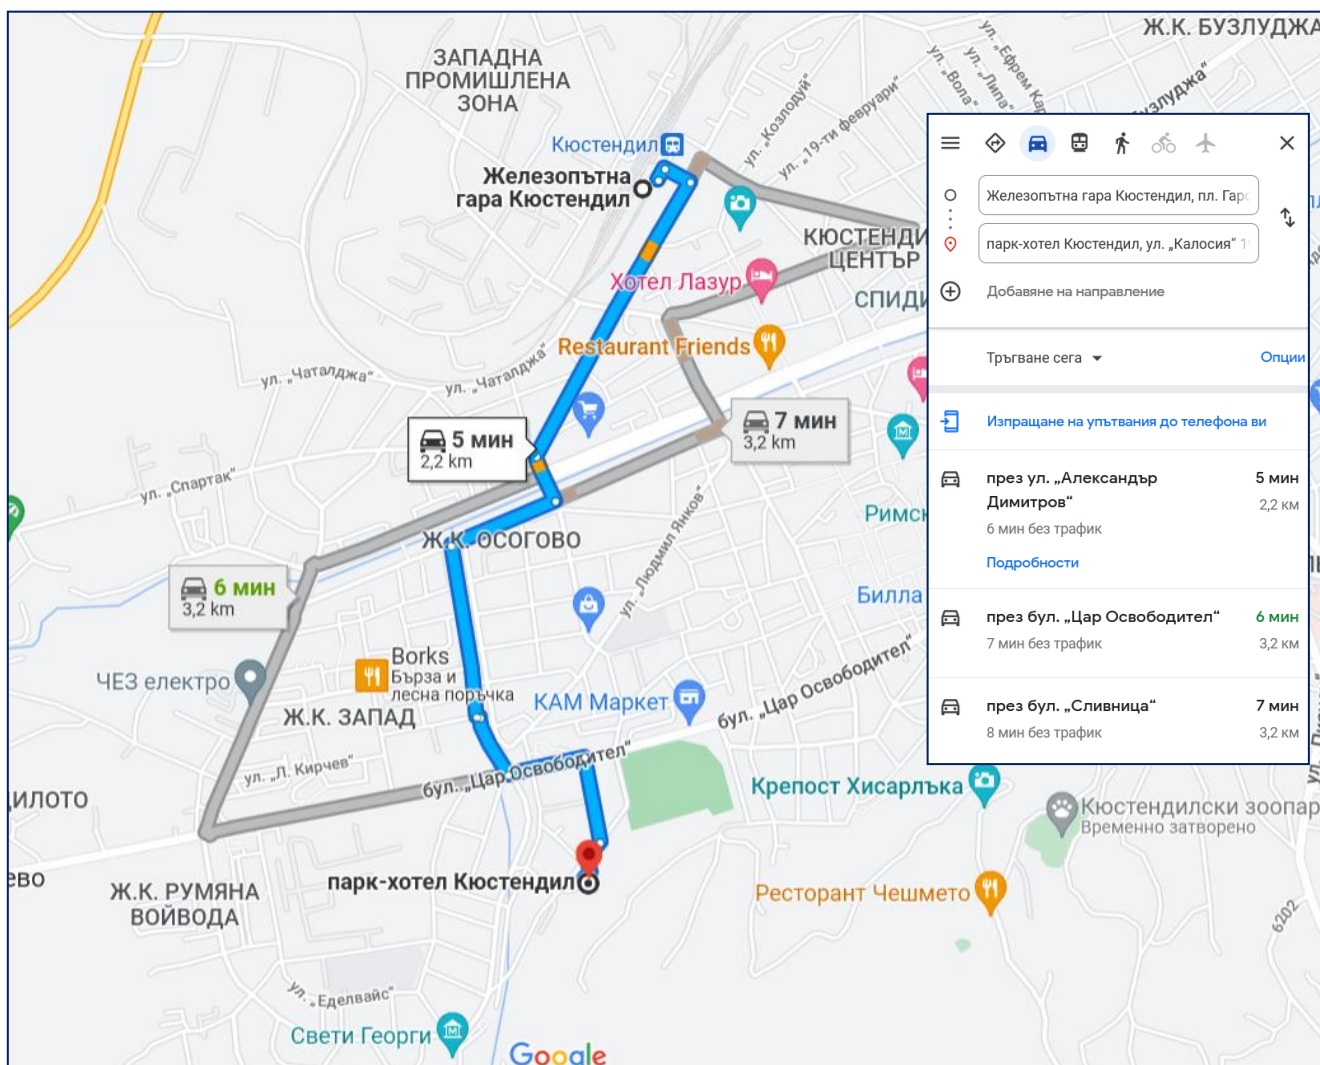 Ж.К. БУЗЛУДЖА
ЗАПАДНА
ПРОМИШЛЕНА
ЗОНА
ул. „Ефрем Кар
ул. „Липа“
ул. „Вола“
Бузлуджа“
ул. „Козлодуй“
ул. „19-ти февруари“
Кюстендил
Железопътна
гара Кюстендил
КЮСТЕНДИ
ЦЕНТЪР
Хотел Лазур
СПИДИ
Restaurant Friends
ул. „Чаталджа“
ул. „Чаталджа“
5 мин
2,2 km
7 мин
3,2 km
ул. „Спартак“
Римск
Ж.К. ОСОГОВО
ул. „Людмил Янков“
6 мин
3,2 km
Билла
Borks
Бърза и
лесна поръчка
ЧЕЗ електро
Ж.К. ЗАПАД
КАМ Маркет
бул. „Цар Освободител“
ул. „Л. Кирчев“
бул. „Цар Освободител“
ИЛОТО
Крепост Хисарлъка
Кюстендилски зоопар
Временно затворено
ево
парк-хотел Кюстендил
Ж.К. РУМЯНА
ВОЙВОДА
Ресторант Чешмето
6202
ул. „Еделвайс“
Свети Георги
Google
Железопътна гара Кюстендил, пл. Гаро
парк-хотел Кюстендил, ул. „Калосия“ 1
Добавяне на направление
Тръгване сега
Опции
Изпращане на упътвания до телефона ви
през ул. „Александър
Димитров“
5 мин
2,2 км
6 мин без трафик
Подробности
през бул. „Цар Освободител“
6 мин
7 мин без трафик
3,2 км
през бул. „Сливница“
7 мин
8 мин без трафик
3,2 км